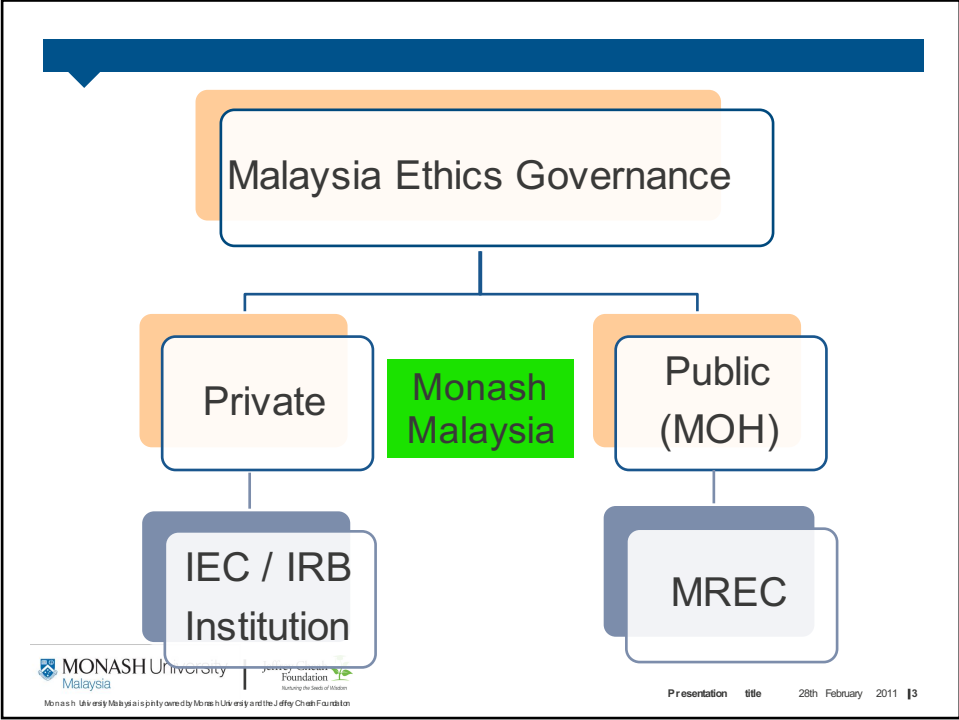 Malaysia Ethics Governance
Private
Monash
Malaysia
Public
(MOH)
IEC / IRB
Institution
MREC
MONASH University
Malaysia
Jeffrey Cheah
Foundation
Nurturing the Seeds of Wisdom
Monash University Malaysia is jointly owned by Monash University and the Jeffrey Cheah Foundation
Presentation title 28th February 2011 3